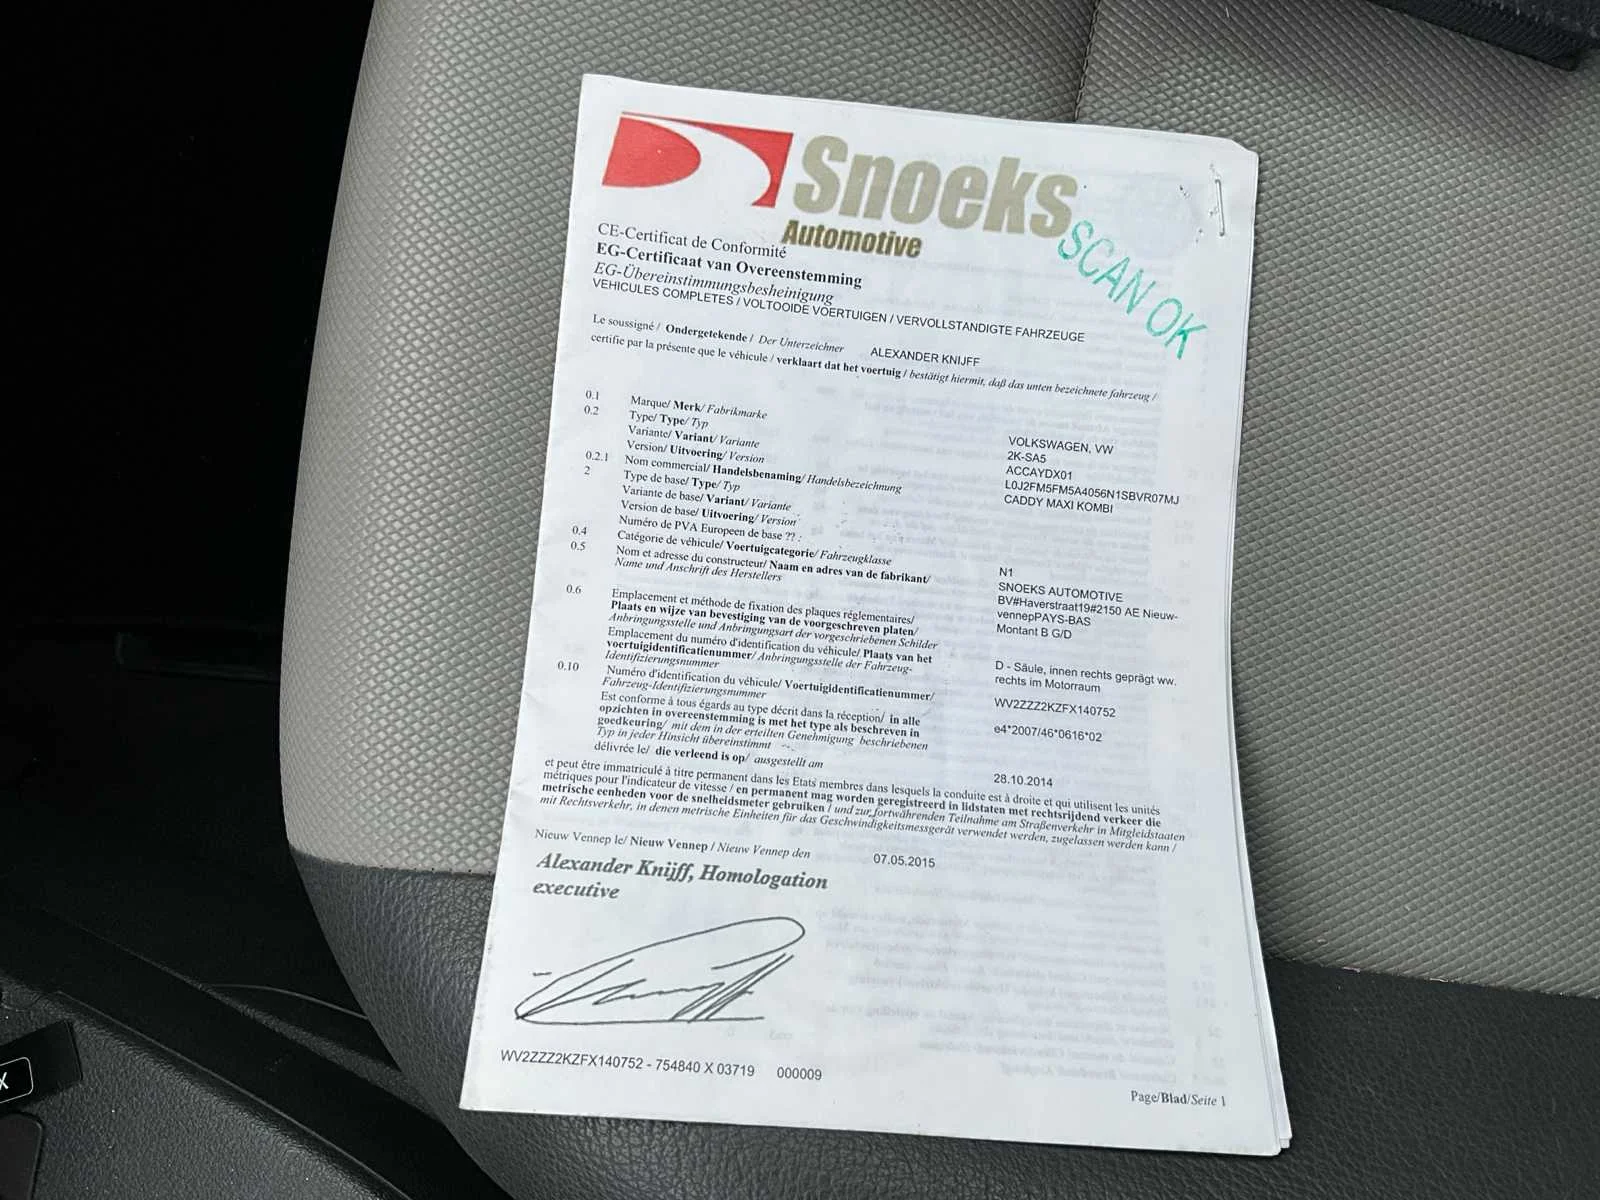 Snoeks
Automotive
SCAN OK
CE-Certificat de Conformité
EG-Certificaat van Overeenstemming
EG-Übereinstimmungsbesheinigung
VEHICULES COMPLETES / VOLTOOIDE VOERTUIGEN / VERVOLLSTANDIGTE FAHRZEUGE
Le soussigné / Ondergetekende / Der Unterzeichner ALEXANDER KNIJFF
certifie par la présente que le véhicule / verklaart dat het voertuig / bestätigt hiermit, daß das unten bezeichnete fahrzeug /
0.1 Marque/ Merk/ Fabrikmarke VOLKSWAGEN, VW
0.2 Type/ Type/ Typ 2K-SA5
Variante/ Variant/ Variante ACCAYDX01
Version/ Uitvoering/ Version L0J2FM5FM5A4056N1SBVR07MJ
0.2.1 Nom commercial/ Handelsbenaming/ Handelsbezeichnung CADDY MAXI KOMBI
2 Type de base/ Type/ Typ
Variante de base/ Variant/ Variante
Version de base/ Uitvoering/ Version
Numéro de PVA Europeen de base ?? :
0.4 Catégorie de véhicule/ Voertuigcategorie/ Fahrzeugklasse N1
0.5 Nom et adresse du constructeur/ Naam en adres van de fabrikant/ SNOEKS AUTOMOTIVE
Name und Anschrift des Herstellers BV#Haverstraat19#2150 AE Nieuw-
vennepPAYS-BAS
0.6 Emplacement et méthode de fixation des plaques réglementaires/ Montant B G/D
Plaats en wijze van bevestiging van de voorgeschreven platen/
Anbringungsstelle und Anbringungsart der vorgeschriebenen Schilder
Emplacement du numéro d'identification du véhicule/ Plaats van het D - Säule, innen rechts geprägt ww.
voertuigidentificatienummer/ Anbringungsstelle der Fahrzeug- rechts im Motorraum
Identifizierungsnummer
0.10 Numéro d'identification du véhicule/ Voertuigidentificatienummer/ WV2ZZZ2KZFX140752
Fahrzeug-Identifizierungsnummer
Est conforme à tous égards au type décrit dans la réception/ in alle e4*2007/46*0616*02
opzichten in overeenstemming is met het type als beschreven in
goedkeuring/ mit dem in der erteilten Genehmigung beschriebenen
Typ in jeder Hinsicht übereinstimmt
délivrée le/ die verleend is op/ ausgestellt am 28.10.2014
et peut être immatriculé à titre permanent dans les Etats membres dans lesquels la conduite est à droite et qui utilisent les unités
métriques pour l'indicateur de vitesse / en permanent mag worden geregistreerd in lidstaten met rechtsrijdend verkeer die
metrische eenheden voor de snelheidsmeter gebruiken / und zur fortwährenden Teilnahme am Straßenverkehr in Mitgleidstaaten
mit Rechtsverkehr, in denen metrische Einheiten für das Geschwindigkeitsmessgerät verwendet werden, zugelassen werden kann /
Nieuw Vennep le/ Nieuw Vennep / Nieuw Vennep den 07.05.2015
Alexander Knijff, Homologation
executive
WV2ZZZ2KZFX140752 - 754840 X 03719 000009
Page/Blad/Seite 1
X